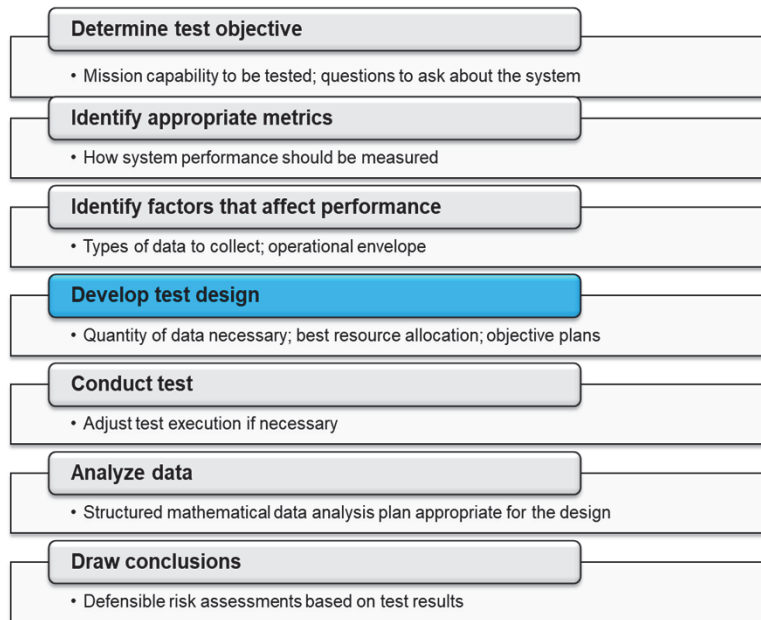 Determine test objective
• Mission capability to be tested; questions to ask about the system
Identify appropriate metrics
• How system performance should be measured
Identify factors that affect performance
• Types of data to collect; operational envelope
Develop test design
• Quantity of data necessary; best resource allocation; objective plans
Conduct test
• Adjust test execution if necessary
Analyze data
• Structured mathematical data analysis plan appropriate for the design
Draw conclusions
• Defensible risk assessments based on test results